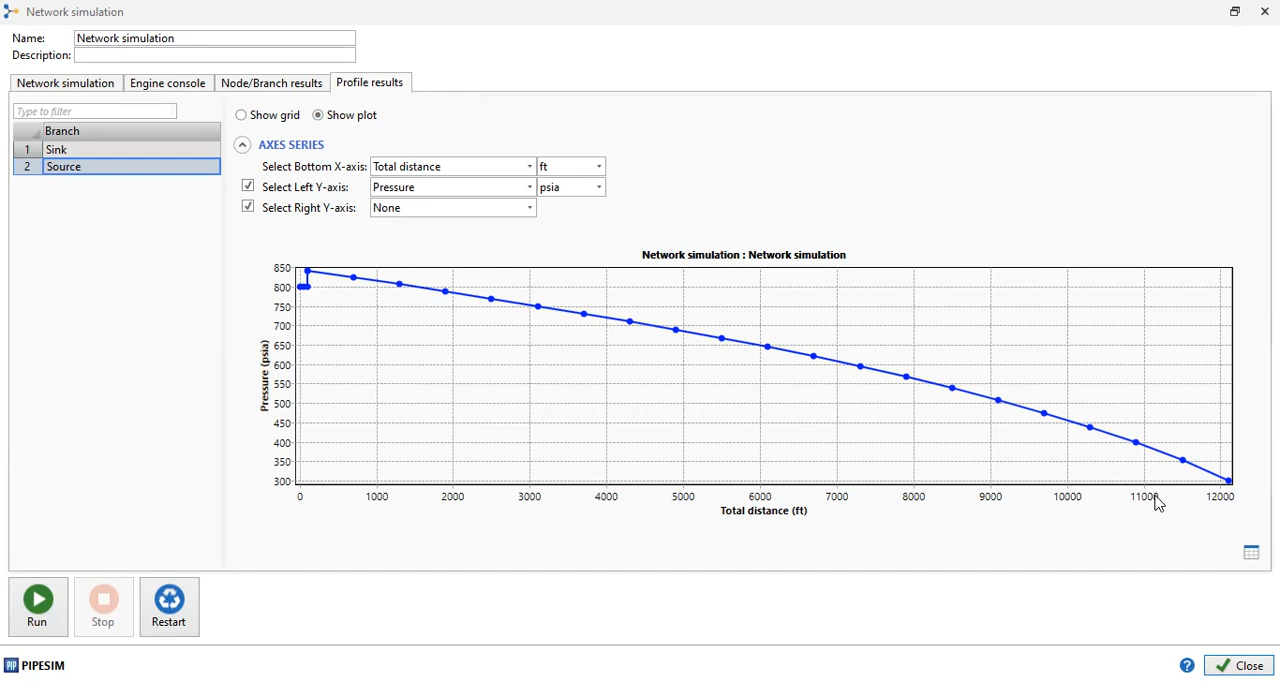 Network simulation
Name: Network simulation
Description:
Network simulation Engine console Node/Branch results Profile results
Type to filter
Branch
1 Sink
2 Source
Show grid Show plot
AXES SERIES
Select Bottom X-axis: Total distance ft
Select Left Y-axis: Pressure psia
Select Right Y-axis: None
Network simulation : Network simulation
850
800
750
700
650
600
550
500
450
400
350
300
Pressure (psia)
0 1000 2000 3000 4000 5000 6000 7000 8000 9000 10000 11000 12000
Total distance (ft)
Run Stop Restart
PIP PIPESIM
? Close